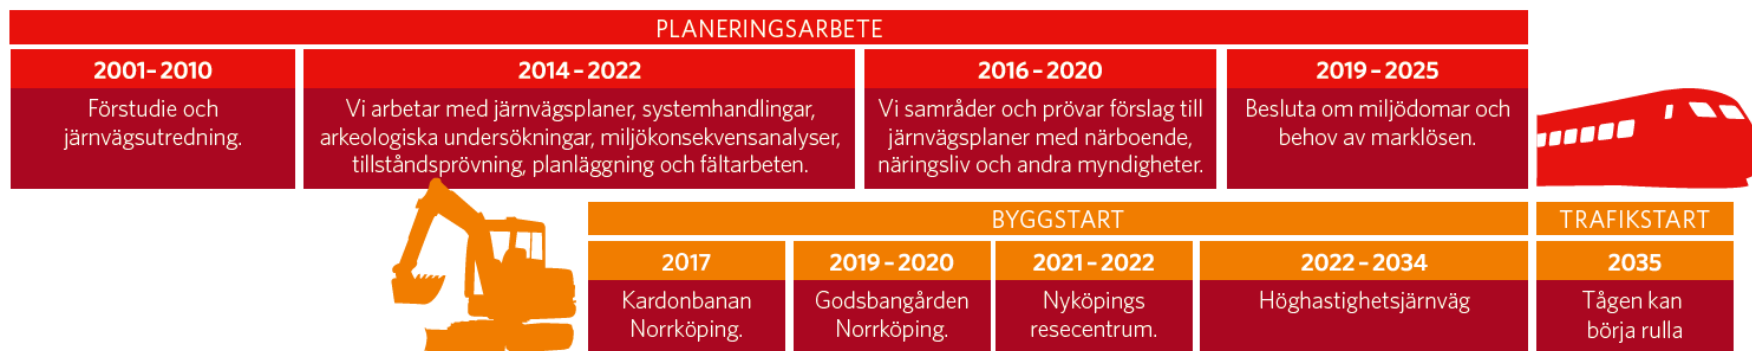 PLANERINGSARBETE
2001–2010
Förstudie och
järnvägsutredning.
2014–2022
Vi arbetar med järnvägsplaner, systemhandlingar,
arkeologiska undersökningar, miljökonsekvensanalyser,
tillståndsprövning, planläggning och fältarbeten.
2016–2020
Vi samråder och prövar förslag till
järnvägsplaner med närboende,
näringsliv och andra myndigheter.
2019–2025
Besluta om miljödomar och
behov av marklösen.
BYGGSTART
2017
Kardonbanan
Norrköping.
2019–2020
Godsbangården
Norrköping.
2021–2022
Nyköpings
resecentrum.
2022–2034
Höghastighetsjärnväg
TRAFIKSTART
2035
Tågen kan
börja rulla